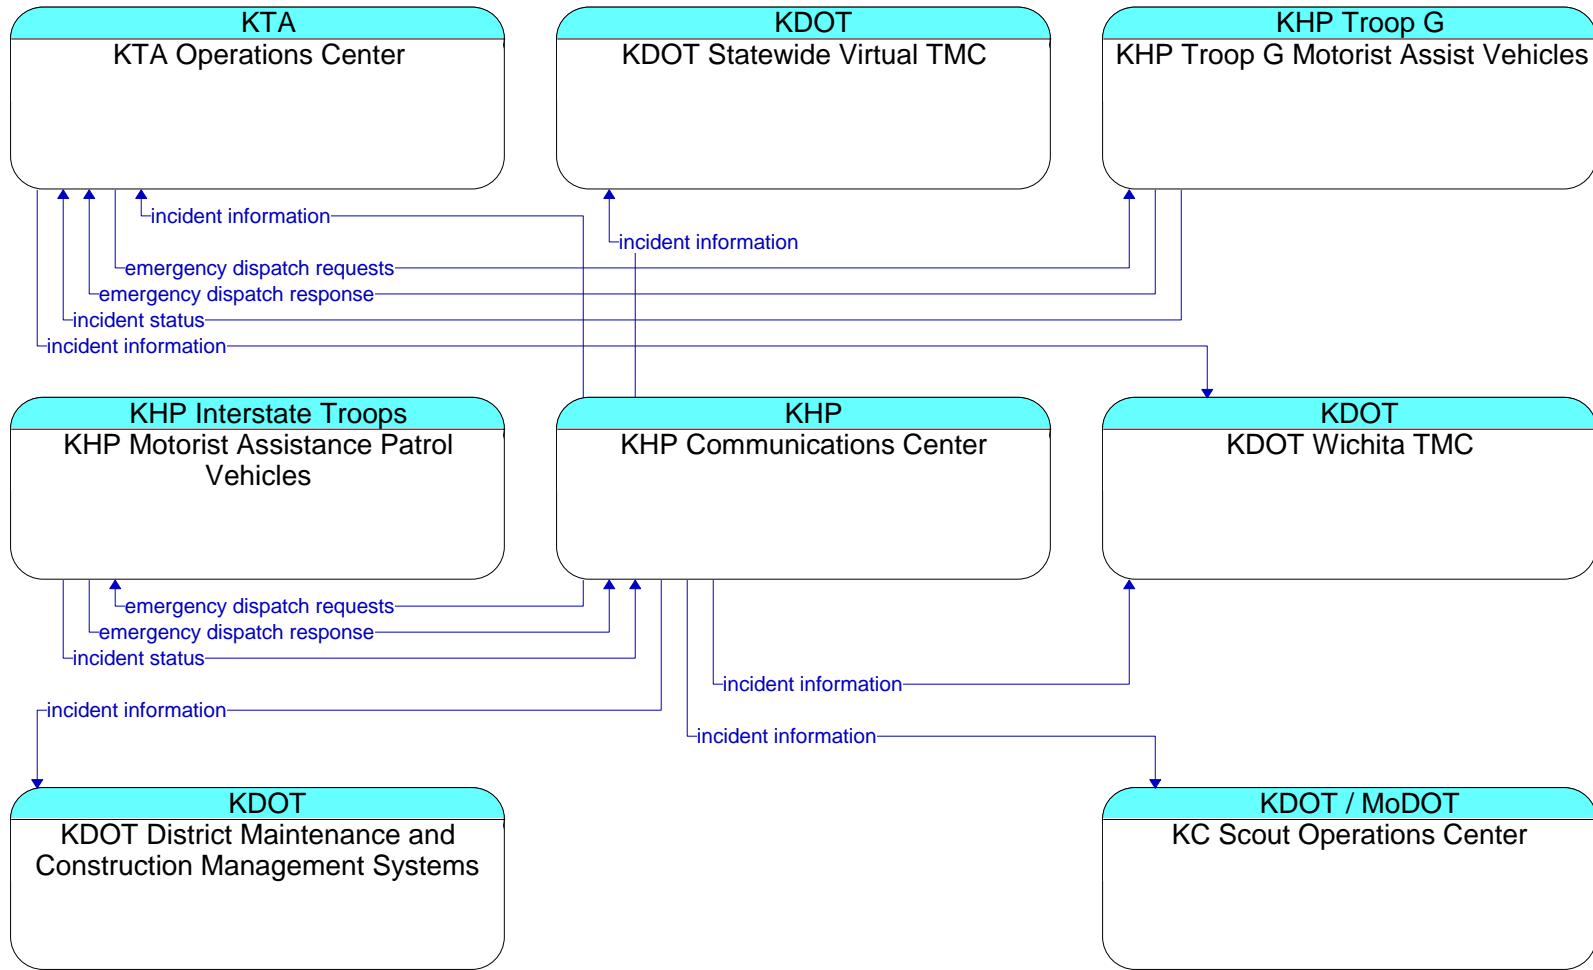 KTA
KTA Operations Center
KDOT
KDOT Statewide Virtual TMC
KHP Troop G
KHP Troop G Motorist Assist Vehicles
incident information
incident information
emergency dispatch requests
emergency dispatch response
incident status
incident information
KHP Interstate Troops
KHP Motorist Assistance Patrol
Vehicles
KHP
KHP Communications Center
KDOT
KDOT Wichita TMC
emergency dispatch requests
emergency dispatch response
incident status
incident information
incident information
incident information
KDOT
KDOT District Maintenance and
Construction Management Systems
KDOT / MoDOT
KC Scout Operations Center